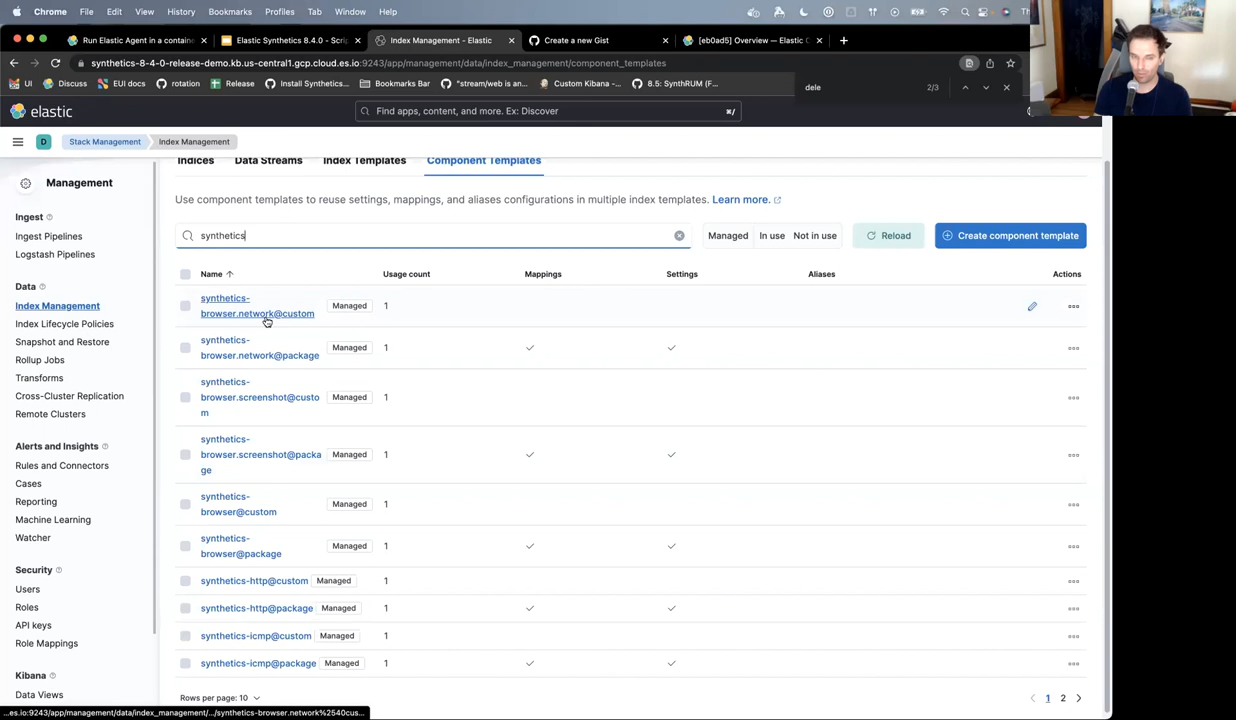 Chrome File Edit View History Bookmarks Profiles Tab Window Help
Run Elastic Agent in a containe
Elastic Synthetics 8.4.0 - Scri
Index Management - Elastic
Create a new Gist
[eb0ad5] Overview — Elastic C
synthetics-8-4-0-release-demo.kb.us-central1.gcp.cloud.es.io:9243/app/management/data/index_management/component_templates
UI Discuss EUI docs rotation Release Install Synthetics... Bookmarks Bar "stream/web is an... Custom Kibana -... 8.5: SynthRUM (F...
dele 2/3
elastic
Find apps, content, and more. Ex: Discover
⌘/
D Stack Management Index Management
Management
Ingest
Ingest Pipelines
Logstash Pipelines
Data
Index Management
Index Lifecycle Policies
Snapshot and Restore
Rollup Jobs
Transforms
Cross-Cluster Replication
Remote Clusters
Alerts and Insights
Rules and Connectors
Cases
Reporting
Machine Learning
Watcher
Security
Users
Roles
API keys
Role Mappings
Kibana
Data Views
Indices Data Streams Index Templates Component Templates
Use component templates to reuse settings, mappings, and aliases configurations in multiple index templates. Learn more.
synthetics
Managed In use Not in use
Reload
Create component template
Name Usage count Mappings Settings Aliases Actions
synthetics-
browser.network@custom Managed 1
synthetics-
browser.network@package Managed 1
synthetics-
browser.screenshot@custo
m Managed 1
synthetics-
browser.screenshot@packa
ge Managed 1
synthetics-
browser@custom Managed 1
synthetics-
browser@package Managed 1
synthetics-http@custom Managed 1
synthetics-http@package Managed 1
synthetics-icmp@custom Managed 1
synthetics-icmp@package Managed 1
Rows per page: 10
1 2
...es.io:9243/app/management/data/index_management/.../synthetics-browser.network%2540cus...